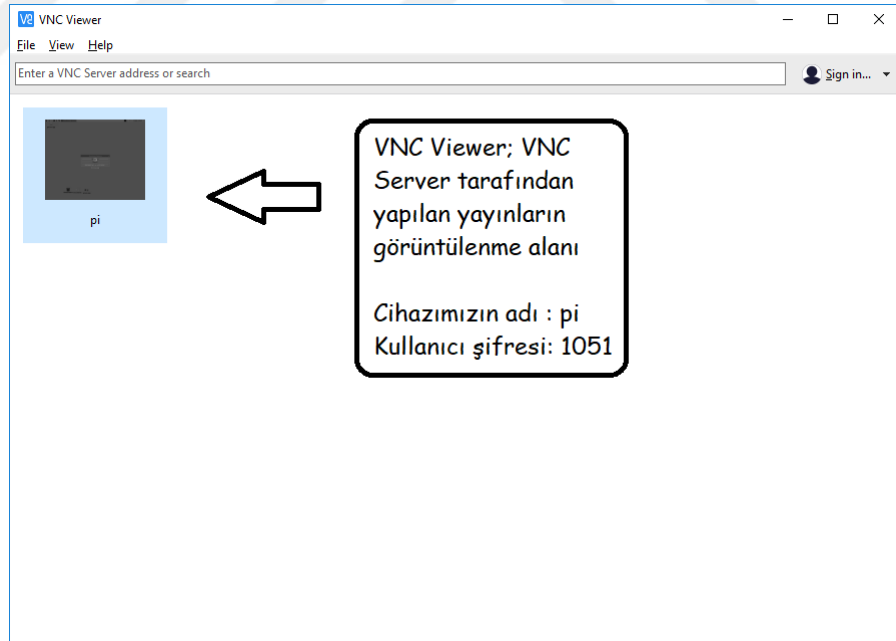 VNC Viewer
File View Help
Enter a VNC Server address or search
Sign in...
pi
VNC Viewer; VNC
Server tarafından
yapılan yayınların
görüntülenme alanı
Cihazımızın adı : pi
Kullanıcı şifresi: 1051